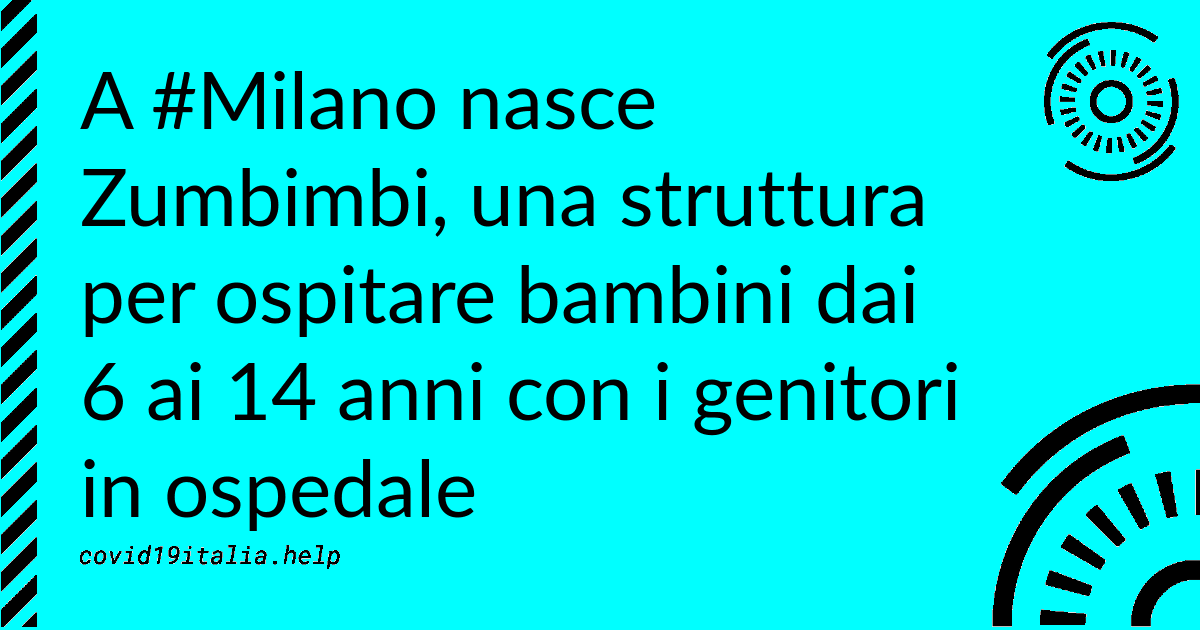 A #Milano nasce
Zumbimbi, una struttura
per ospitare bambini dai
6 ai 14 anni con i genitori
in ospedale
covid19italia.help